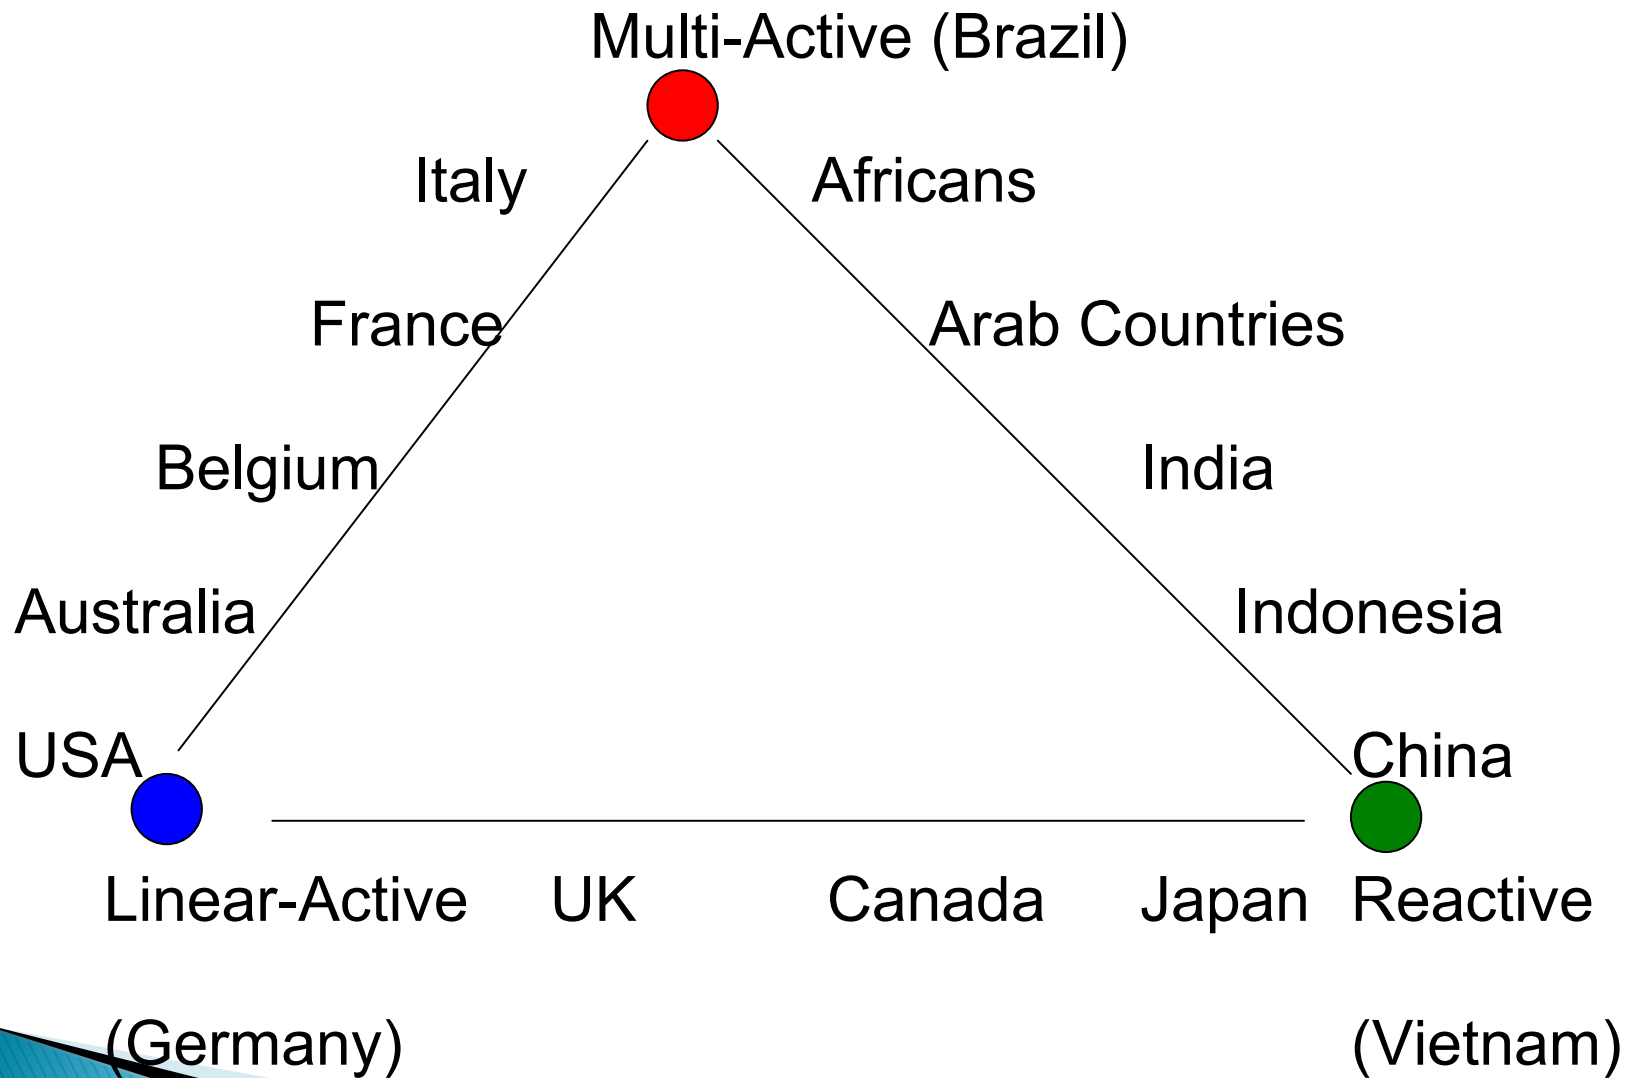 Multi-Active (Brazil)
Italy Africans
France Arab Countries
Belgium India
Australia Indonesia
USA China
Linear-Active UK Canada Japan Reactive
(Germany) (Vietnam)